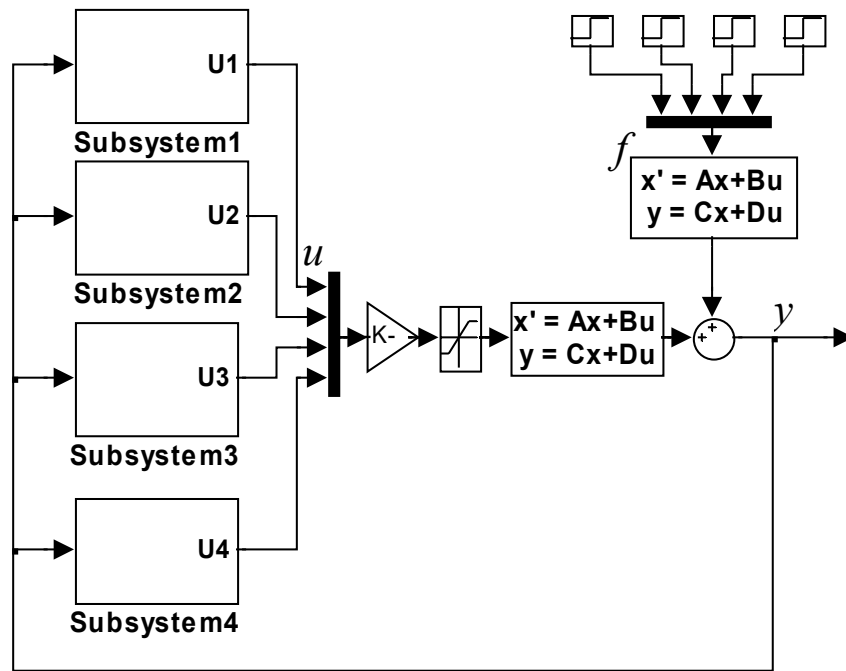 U1
Subsystem1
U2
Subsystem2
U3
Subsystem3
U4
Subsystem4
u
K-
x' = Ax+Bu
y = Cx+Du
f
x' = Ax+Bu
y = Cx+Du
+
+
y